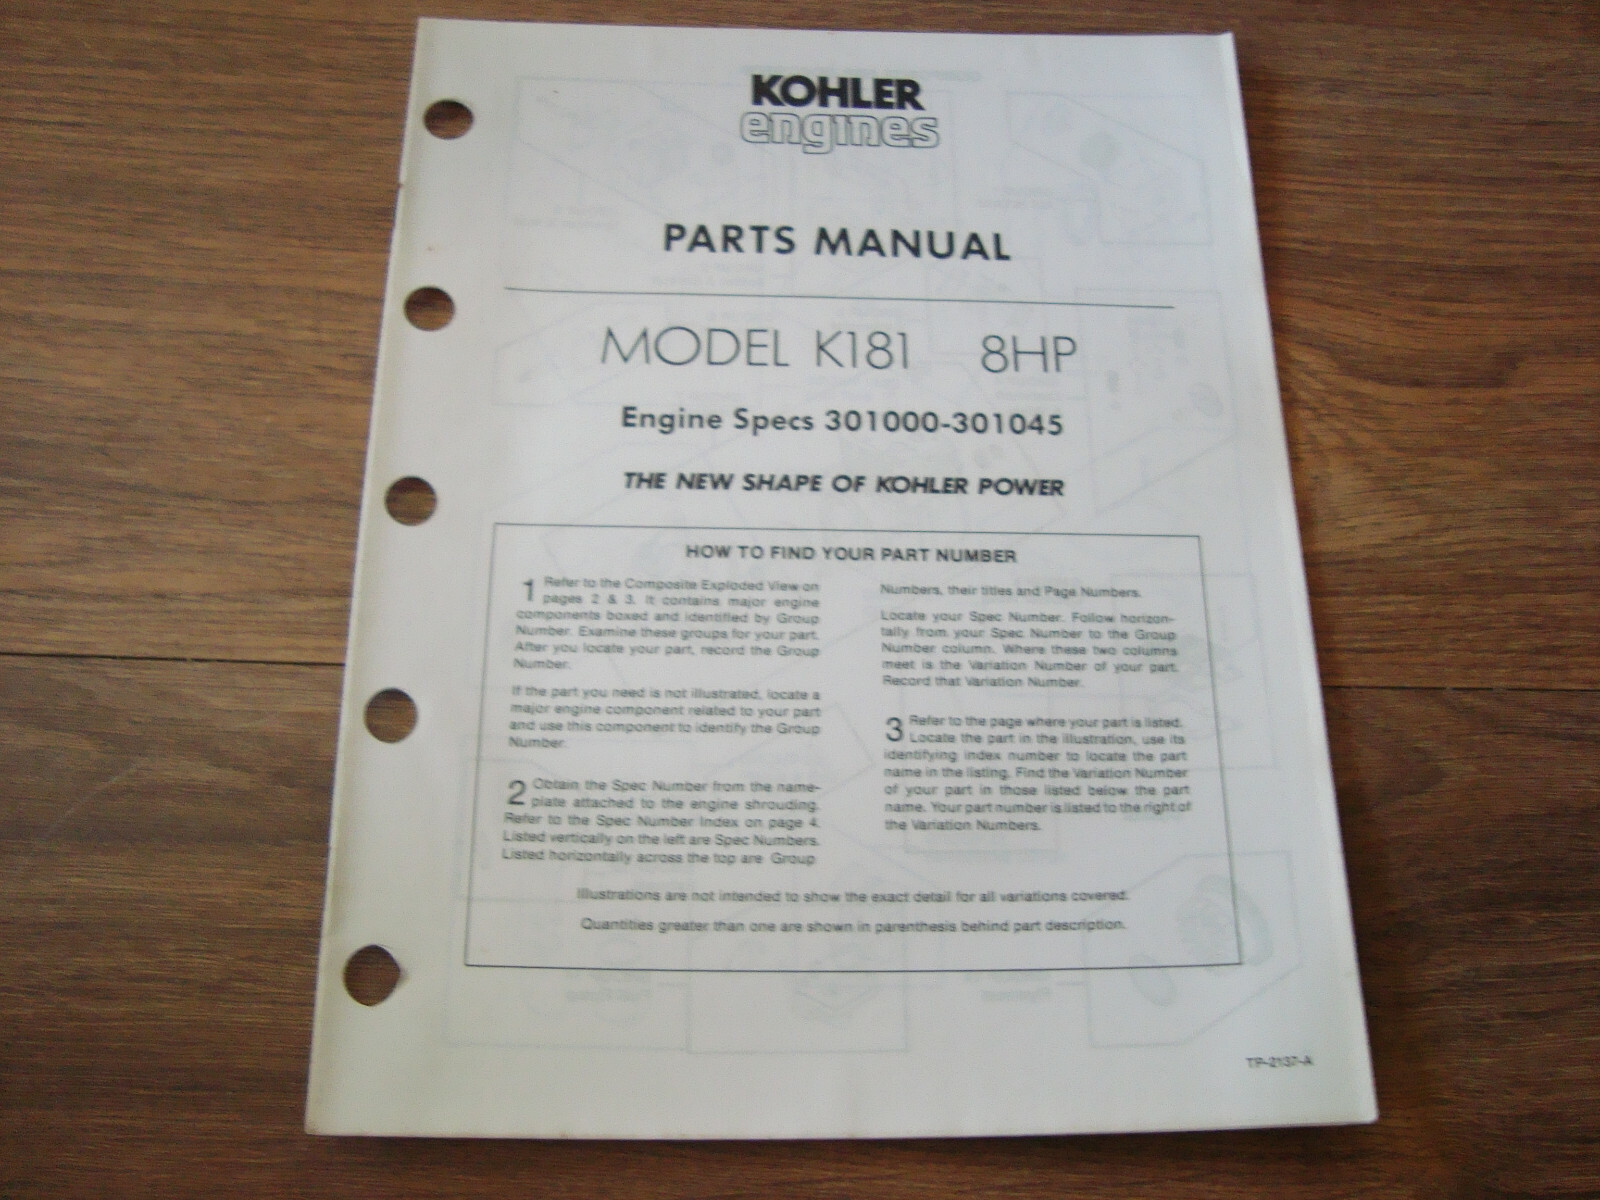 KOHLER
engines
PARTS MANUAL
MODEL K181 8HP
Engine Specs 301000-301045
THE NEW SHAPE OF KOHLER POWER
HOW TO FIND YOUR PART NUMBER
1 Refer to the Composite Exploded View on
pages 2 & 3. It contains major engine
components boxed and identified by Group
Number. Examine these groups for your part.
After you locate your part, record the Group
Number.
If the part you need is not illustrated, locate a
major engine component related to your part
and use this component to identify the Group
Number.
2 Obtain the Spec Number from the name-
plate attached to the engine shrouding.
Refer to the Spec Number Index on page 4.
Listed vertically on the left are Spec Numbers.
Listed horizontally across the top are Group
Numbers, their titles and Page Numbers.
Locate your Spec Number. Follow horizon-
tally from your Spec Number to the Group
Number column. Where these two columns
meet is the Variation Number of your part.
Record that Variation Number.
3 Refer to the page where your part is listed.
Locate the part in the illustration, use its
identifying index number to locate the part
name in the listing. Find the Variation Number
of your part in those listed below the part
name. Your part number is listed to the right of
the Variation Numbers.
Illustrations are not intended to show the exact detail for all variations covered.
Quantities greater than one are shown in parenthesis behind part description.
TP-2137-A